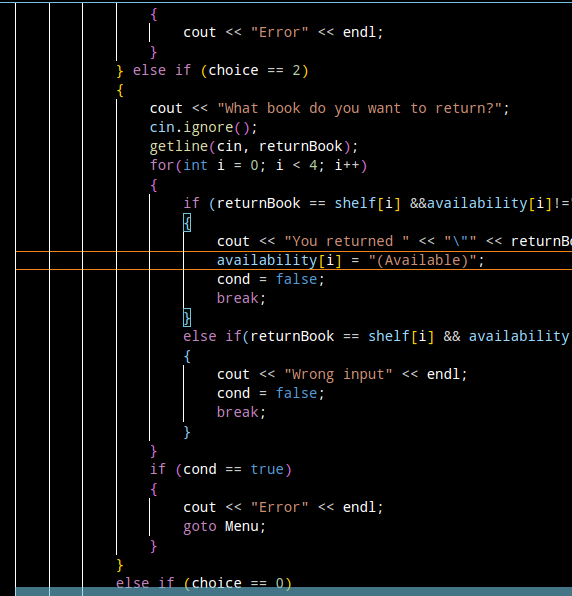 {
cout << "Error" << endl;
}
} else if (choice == 2)
{
cout << "What book do you want to return?";
cin.ignore();
getline(cin, returnBook);
for(int i = 0; i < 4; i++)
{
if (returnBook == shelf[i] &&availability[i]!="
{
cout << "You returned " << "\"" << returnB
availability[i] = "(Available)";
cond = false;
break;
}
else if(returnBook == shelf[i] && availability
{
cout << "Wrong input" << endl;
cond = false;
break;
}
}
if (cond == true)
{
cout << "Error" << endl;
goto Menu;
}
}
else if (choice == 0)